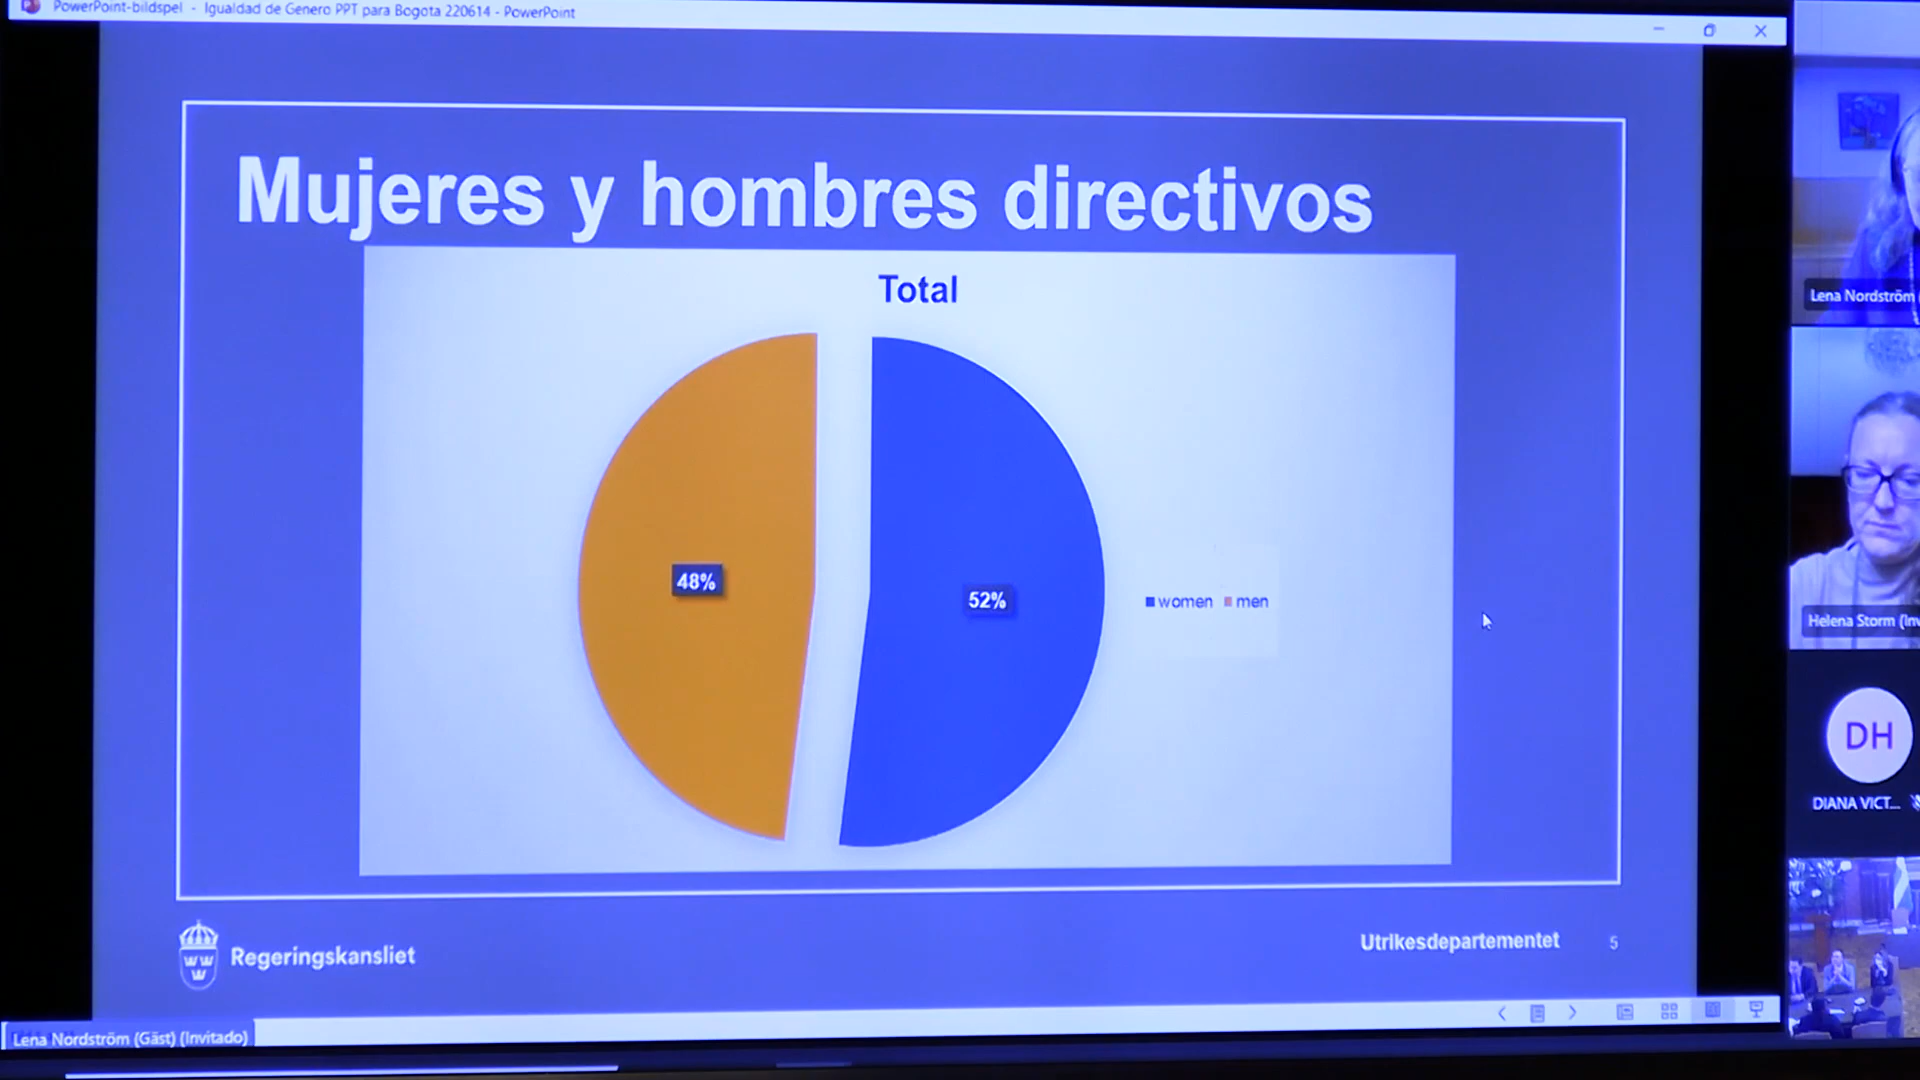 PowerPoint-bildspel - Igualdad de Genero PPT para Bogota 220614 - PowerPoint
Mujeres y hombres directivos
Total
48%
52%
women men
Lena Nordström
Helena Storm (Inv
DH
DIANA VICT...
Regeringskansliet
Utrikesdepartementet 5
Lena Nordström (Gäst) (Invitado)